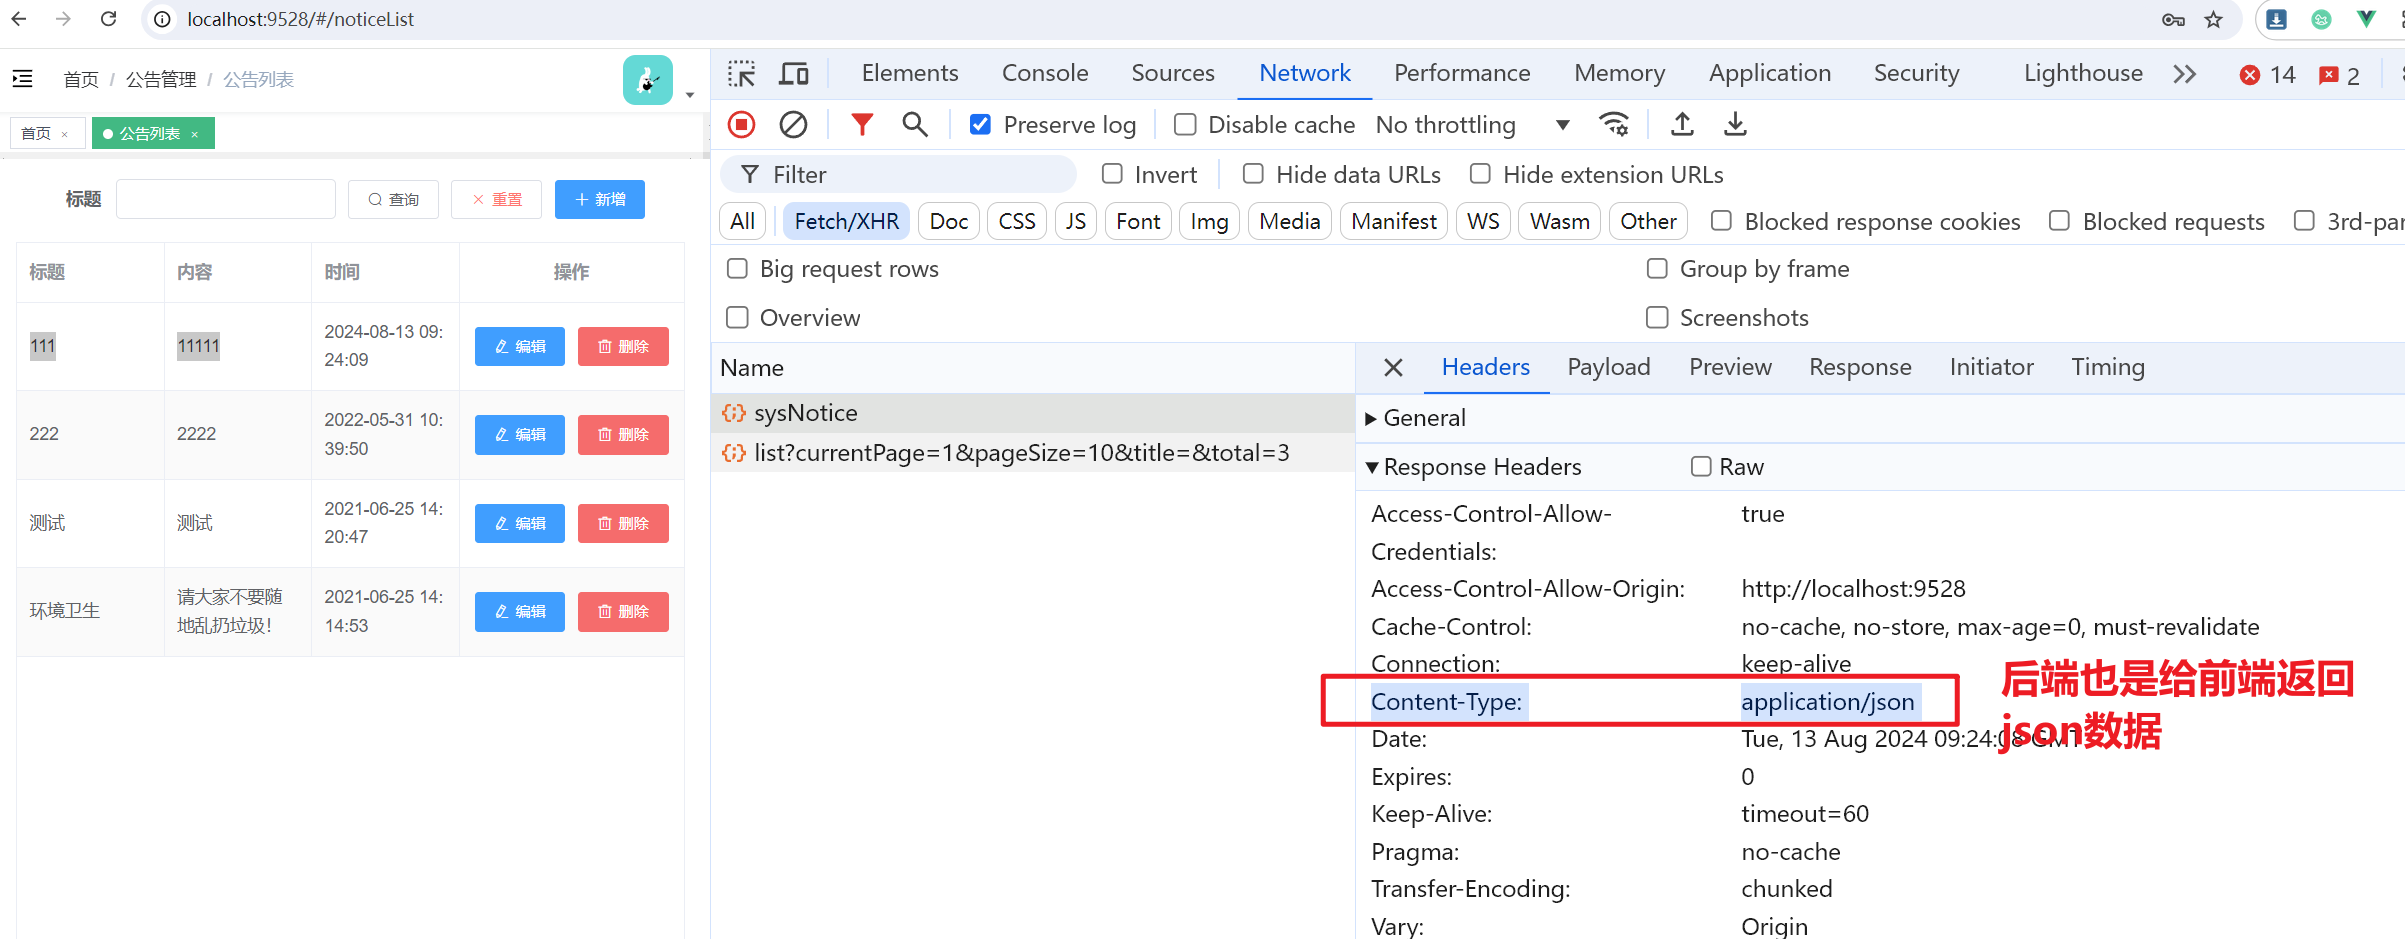 localhost:9528/#/noticeList
首页 / 公告管理 / 公告列表
首页 ×
公告列表 ×
标题
查询
× 重置
+ 新增
标题 内容 时间 操作
111 11111 2024-08-13 09:
24:09 编辑 删除
222 2222 2022-05-31 10:
39:50 编辑 删除
测试 测试 2021-06-25 14:
20:47 编辑 删除
环境卫生 请大家不要随
地乱扔垃圾! 2021-06-25 14:
14:53 编辑 删除
Elements Console Sources Network Performance Memory Application Security Lighthouse 14 2
Preserve log Disable cache No throttling
Filter Invert Hide data URLs Hide extension URLs
All Fetch/XHR Doc CSS JS Font Img Media Manifest WS Wasm Other Blocked response cookies Blocked requests 3rd-par
Big request rows Group by frame
Overview Screenshots
Name
sysNotice
list?currentPage=1&pageSize=10&title=&total=3
Headers Payload Preview Response Initiator Timing
General
Response Headers Raw
Access-Control-Allow- true
Credentials:
Access-Control-Allow-Origin: http://localhost:9528
Cache-Control: no-cache, no-store, max-age=0, must-revalidate
Connection: keep-alive
Content-Type: application/json
Date: Tue, 13 Aug 2024 09:24:08 GMT
Expires: 0
Keep-Alive: timeout=60
Pragma: no-cache
Transfer-Encoding: chunked
Vary: Origin
后端也是给前端返回
json数据